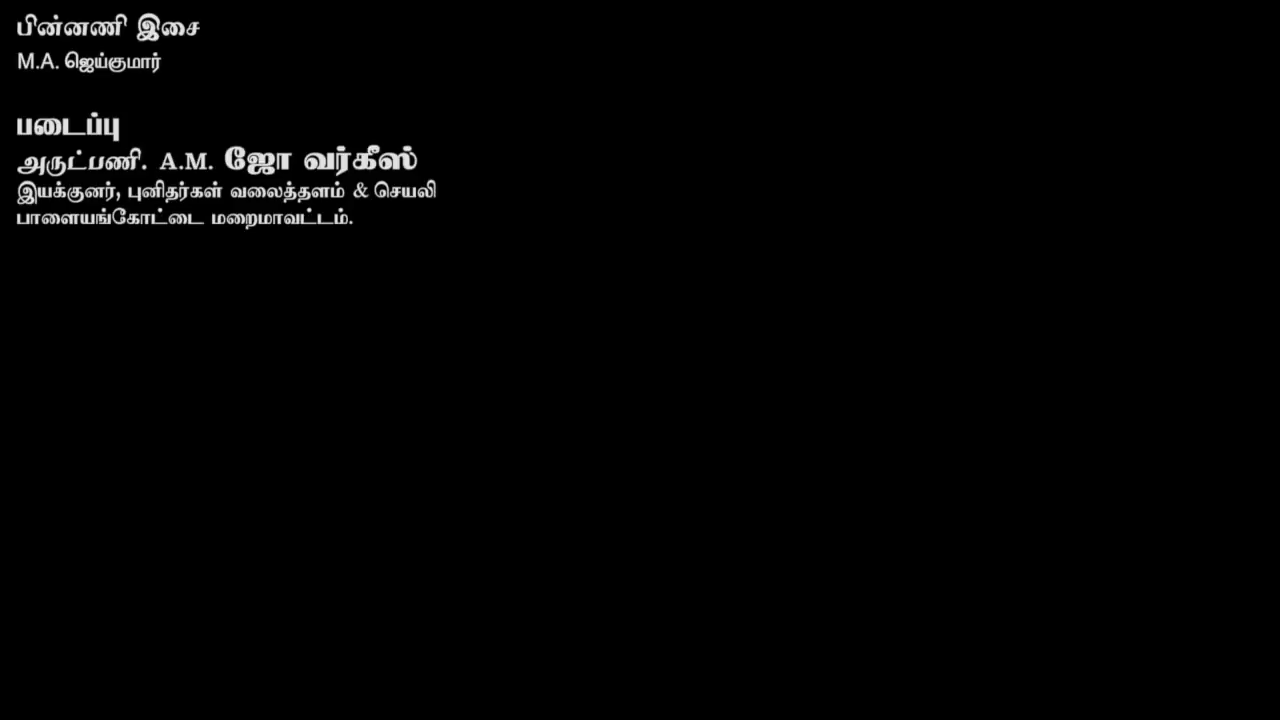 பின்னணி இசை
M.A. ஜெய்குமார்
படைப்பு
அருட்பணி. A.M. ஜோ வர்கீஸ்
இயக்குனர், புனிதர்கள் வலைத்தளம் & செயலி
பாளையங்கோட்டை மறைமாவட்டம்.